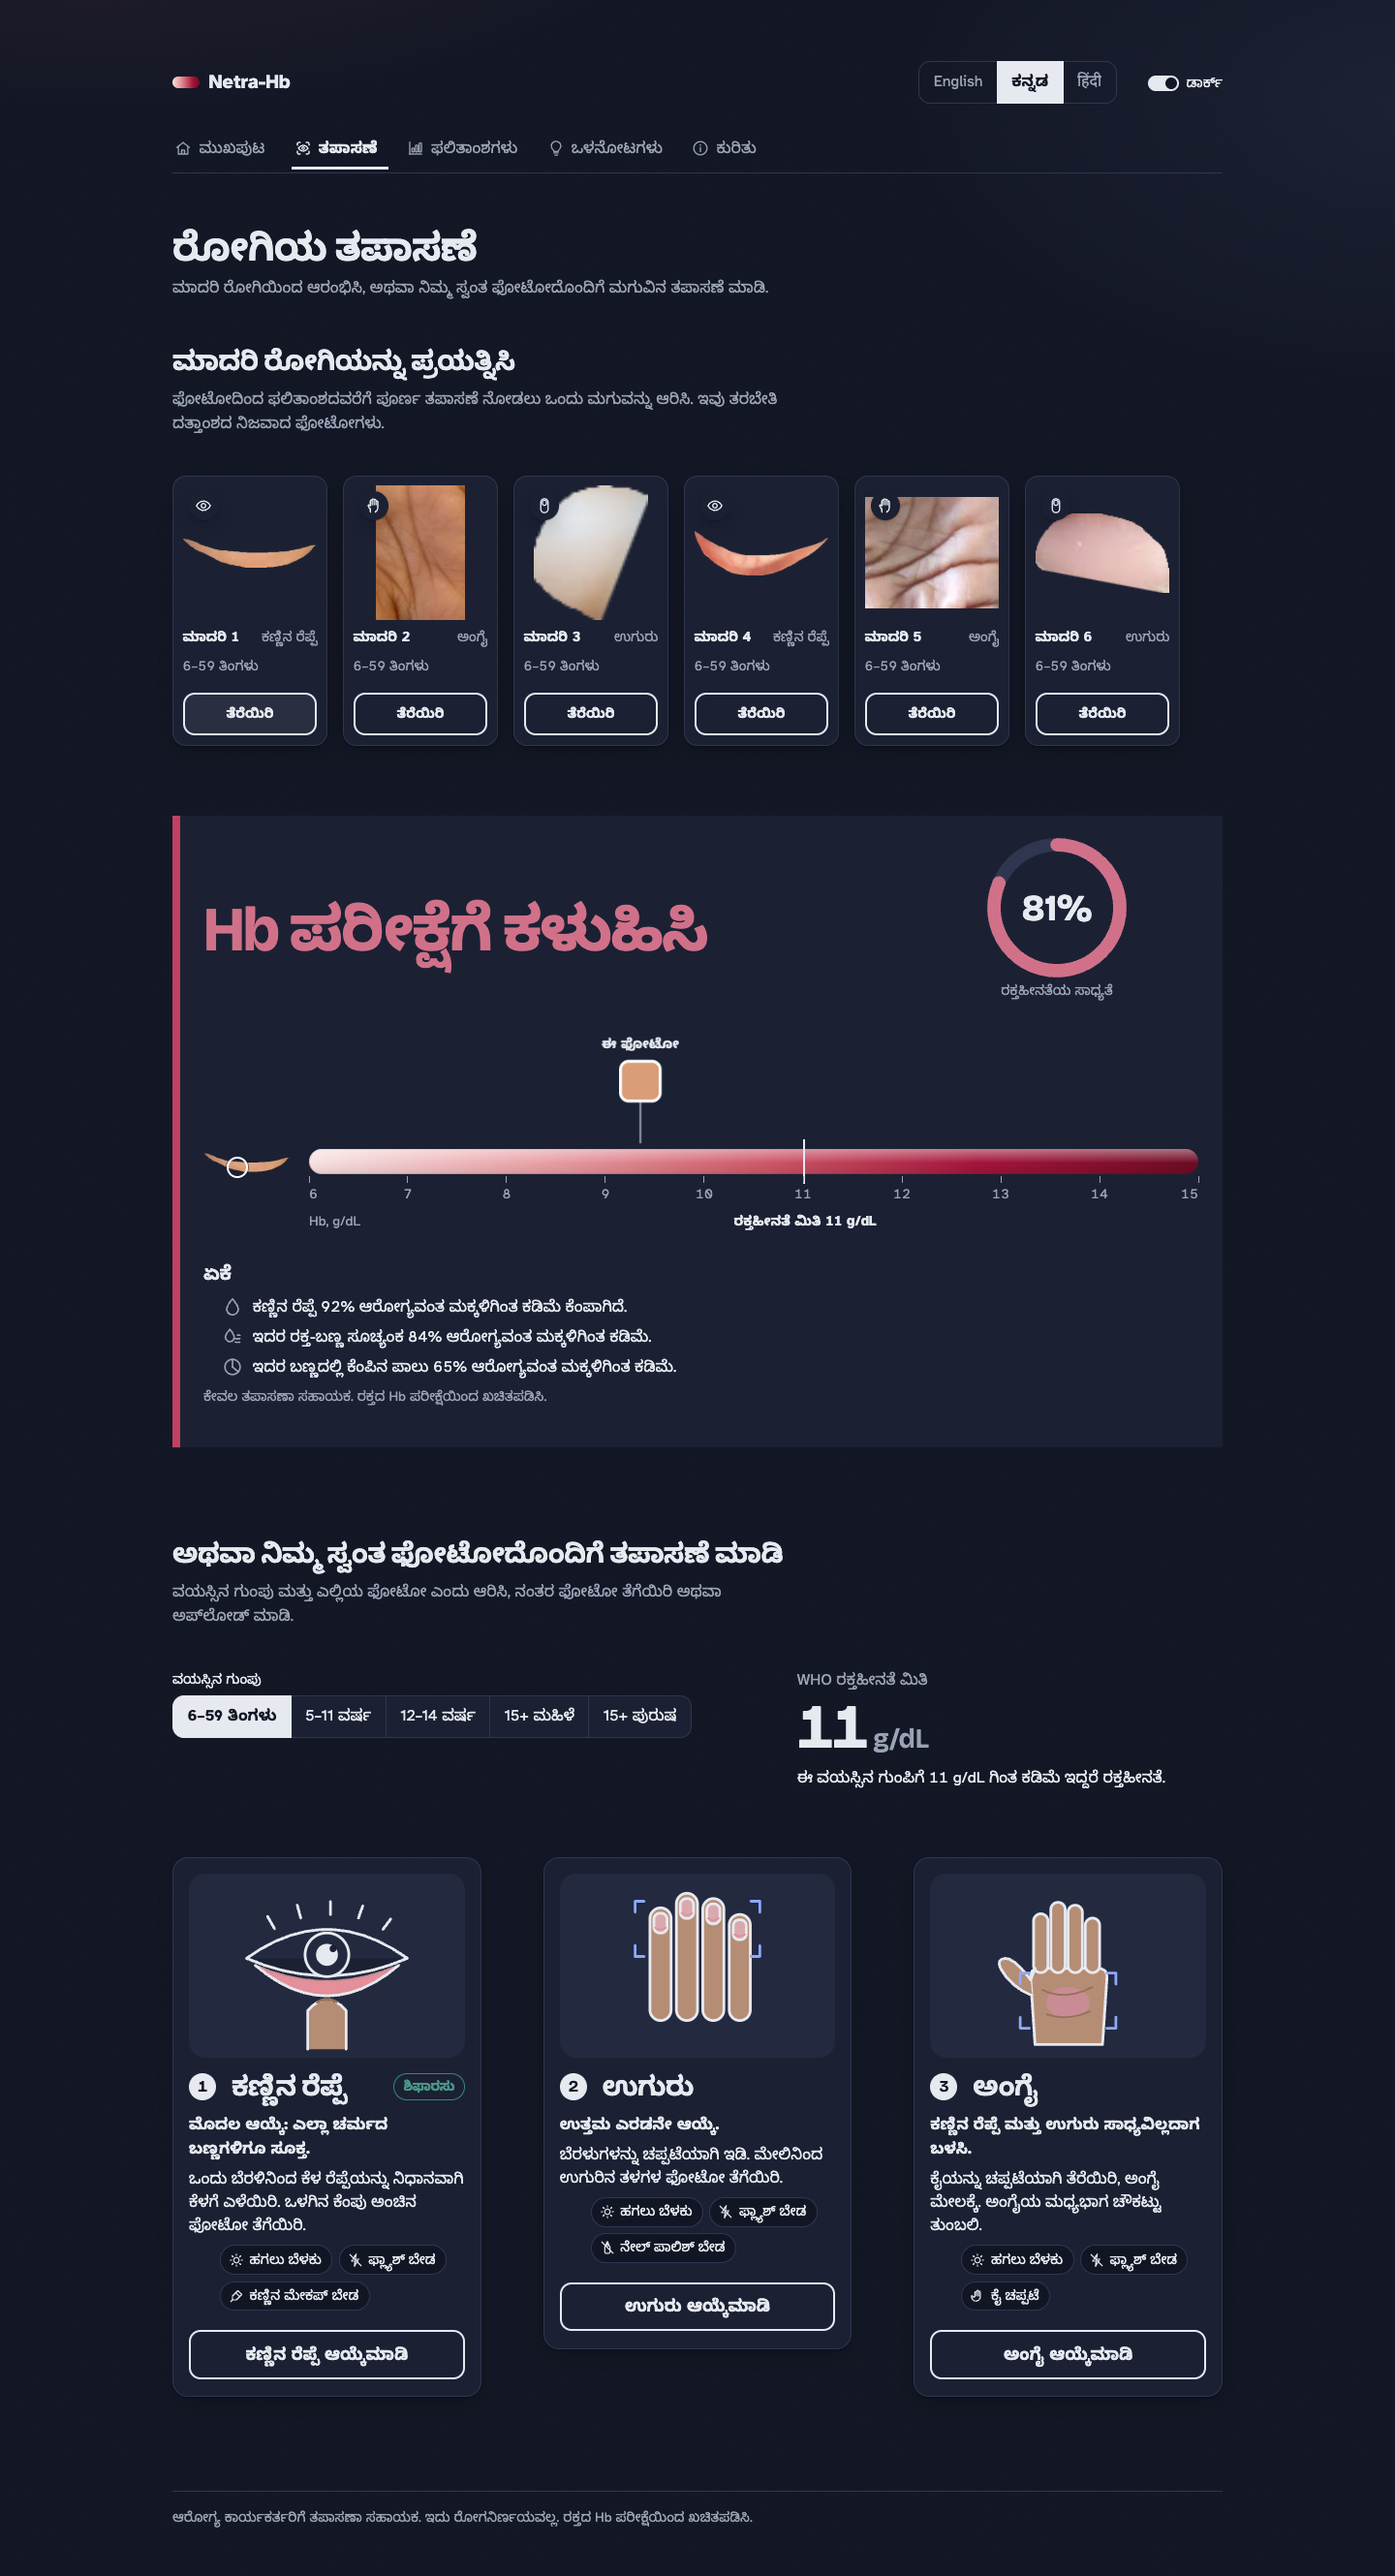 Netra-Hb
English ಕನ್ನಡ हिंदी ಡಾರ್ಕ್
ಮುಖಪುಟ ತಪಾಸಣೆ ಫಲಿತಾಂಶಗಳು ಒಳನೋಟಗಳು ಕುರಿತು
ರೋಗಿಯ ತಪಾಸಣೆ
ಮಾದರಿ ರೋಗಿಯಿಂದ ಆರಂಭಿಸಿ, ಅಥವಾ ನಿಮ್ಮ ಸ್ವಂತ ಫೋಟೋದೊಂದಿಗೆ ಮಗುವಿನ ತಪಾಸಣೆ ಮಾಡಿ.
ಮಾದರಿ ರೋಗಿಯನ್ನು ಪ್ರಯತ್ನಿಸಿ
ಫೋಟೋದಿಂದ ಫಲಿತಾಂಶದವರೆಗೆ ಪೂರ್ಣ ತಪಾಸಣೆ ನೋಡಲು ಒಂದು ಮಗುವನ್ನು ಆರಿಸಿ. ಇವು ತರಬೇತಿ
ದತ್ತಾಂಶದ ನಿಜವಾದ ಫೋಟೋಗಳು.
ಮಾದರಿ 1 ಕಣ್ಣಿನ ರೆಪ್ಪೆ
6–59 ತಿಂಗಳು
ತೆರೆಯಿರಿ
ಮಾದರಿ 2 ಅಂಗೈ
6–59 ತಿಂಗಳು
ತೆರೆಯಿರಿ
ಮಾದರಿ 3 ಉಗುರು
6–59 ತಿಂಗಳು
ತೆರೆಯಿರಿ
ಮಾದರಿ 4 ಕಣ್ಣಿನ ರೆಪ್ಪೆ
6–59 ತಿಂಗಳು
ತೆರೆಯಿರಿ
ಮಾದರಿ 5 ಅಂಗೈ
6–59 ತಿಂಗಳು
ತೆರೆಯಿರಿ
ಮಾದರಿ 6 ಉಗುರು
6–59 ತಿಂಗಳು
ತೆರೆಯಿರಿ
Hb ಪರೀಕ್ಷೆಗೆ ಕಳುಹಿಸಿ
81%
ರಕ್ತಹೀನತೆಯ ಸಾಧ್ಯತೆ
ಈ ಫೋಟೋ
6 7 8 9 10 11 12 13 14 15
Hb, g/dL ರಕ್ತಹೀನತೆ ಮಿತಿ 11 g/dL
ಏಕೆ
ಕಣ್ಣಿನ ರೆಪ್ಪೆ 92% ಆರೋಗ್ಯವಂತ ಮಕ್ಕಳಿಗಿಂತ ಕಡಿಮೆ ಕೆಂಪಾಗಿದೆ.
ಇದರ ರಕ್ತ-ಬಣ್ಣ ಸೂಚ್ಯಂಕ 84% ಆರೋಗ್ಯವಂತ ಮಕ್ಕಳಿಗಿಂತ ಕಡಿಮೆ.
ಇದರ ಬಣ್ಣದಲ್ಲಿ ಕೆಂಪಿನ ಪಾಲು 65% ಆರೋಗ್ಯವಂತ ಮಕ್ಕಳಿಗಿಂತ ಕಡಿಮೆ.
ಕೇವಲ ತಪಾಸಣಾ ಸಹಾಯಕ. ರಕ್ತದ Hb ಪರೀಕ್ಷೆಯಿಂದ ಖಚಿತಪಡಿಸಿ.
ಅಥವಾ ನಿಮ್ಮ ಸ್ವಂತ ಫೋಟೋದೊಂದಿಗೆ ತಪಾಸಣೆ ಮಾಡಿ
ವಯಸ್ಸಿನ ಗುಂಪು ಮತ್ತು ಎಲ್ಲಿಯ ಫೋಟೋ ಎಂದು ಆರಿಸಿ, ನಂತರ ಫೋಟೋ ತೆಗೆಯಿರಿ ಅಥವಾ
ಅಪ್‌ಲೋಡ್ ಮಾಡಿ.
ವಯಸ್ಸಿನ ಗುಂಪು
6–59 ತಿಂಗಳು 5–11 ವರ್ಷ 12–14 ವರ್ಷ 15+ ಮಹಿಳೆ 15+ ಪುರುಷ
WHO ರಕ್ತಹೀನತೆ ಮಿತಿ
11 g/dL
ಈ ವಯಸ್ಸಿನ ಗುಂಪಿಗೆ 11 g/dL ಗಿಂತ ಕಡಿಮೆ ಇದ್ದರೆ ರಕ್ತಹೀನತೆ.
1 ಕಣ್ಣಿನ ರೆಪ್ಪೆ ಶಿಫಾರಸು
ಮೊದಲ ಆಯ್ಕೆ: ಎಲ್ಲಾ ಚರ್ಮದ
ಬಣ್ಣಗಳಿಗೂ ಸೂಕ್ತ.
ಒಂದು ಬೆರಳಿನಿಂದ ಕೆಳ ರೆಪ್ಪೆಯನ್ನು ನಿಧಾನವಾಗಿ
ಕೆಳಗೆ ಎಳೆಯಿರಿ. ಒಳಗಿನ ಕೆಂಪು ಅಂಚಿನ
ಫೋಟೋ ತೆಗೆಯಿರಿ.
ಹಗಲು ಬೆಳಕು ಫ್ಲ್ಯಾಶ್ ಬೇಡ
ಕಣ್ಣಿನ ಮೇಕಪ್ ಬೇಡ
ಕಣ್ಣಿನ ರೆಪ್ಪೆ ಆಯ್ಕೆಮಾಡಿ
2 ಉಗುರು
ಉತ್ತಮ ಎರಡನೇ ಆಯ್ಕೆ.
ಬೆರಳುಗಳನ್ನು ಚಪ್ಪಟೆಯಾಗಿ ಇಡಿ. ಮೇಲಿನಿಂದ
ಉಗುರಿನ ತಳಗಳ ಫೋಟೋ ತೆಗೆಯಿರಿ.
ಹಗಲು ಬೆಳಕು ಫ್ಲ್ಯಾಶ್ ಬೇಡ
ನೇಲ್ ಪಾಲಿಶ್ ಬೇಡ
ಉಗುರು ಆಯ್ಕೆಮಾಡಿ
3 ಅಂಗೈ
ಕಣ್ಣಿನ ರೆಪ್ಪೆ ಮತ್ತು ಉಗುರು ಸಾಧ್ಯವಿಲ್ಲದಾಗ
ಬಳಸಿ.
ಕೈಯನ್ನು ಚಪ್ಪಟೆಯಾಗಿ ತೆರೆಯಿರಿ, ಅಂಗೈ
ಮೇಲಕ್ಕೆ. ಅಂಗೈಯ ಮಧ್ಯಭಾಗ ಚೌಕಟ್ಟು
ತುಂಬಲಿ.
ಹಗಲು ಬೆಳಕು ಫ್ಲ್ಯಾಶ್ ಬೇಡ
ಕೈ ಚಪ್ಪಟೆ
ಅಂಗೈ ಆಯ್ಕೆಮಾಡಿ
ಆರೋಗ್ಯ ಕಾರ್ಯಕರ್ತರಿಗೆ ತಪಾಸಣಾ ಸಹಾಯಕ. ಇದು ರೋಗನಿರ್ಣಯವಲ್ಲ. ರಕ್ತದ Hb ಪರೀಕ್ಷೆಯಿಂದ ಖಚಿತಪಡಿಸಿ.